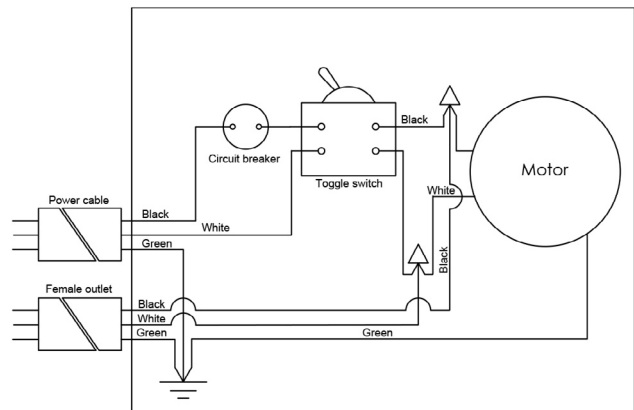 Black
Circuit breaker
Toggle switch
Motor
White
Power cable
Black
White
Green
Black
Female outlet
Black
White
Green
Green